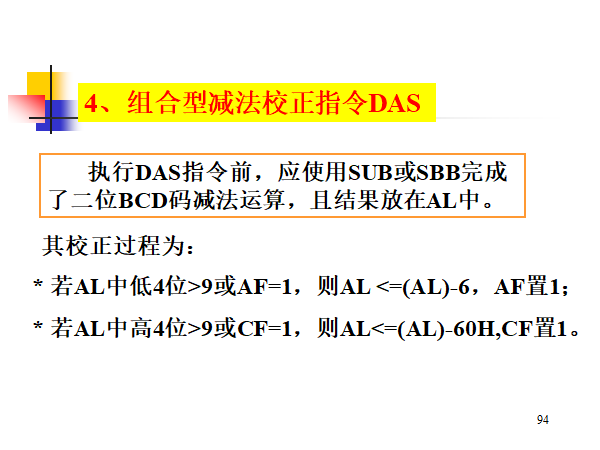 4、组合型减法校正指令DAS
执行DAS指令前，应使用SUB或SBB完成
了二位BCD码减法运算，且结果放在AL中。
其校正过程为：
* 若AL中低4位>9或AF=1，则AL <=(AL)-6，AF置1；
* 若AL中高4位>9或CF=1，则AL<=(AL)-60H,CF置1。
94